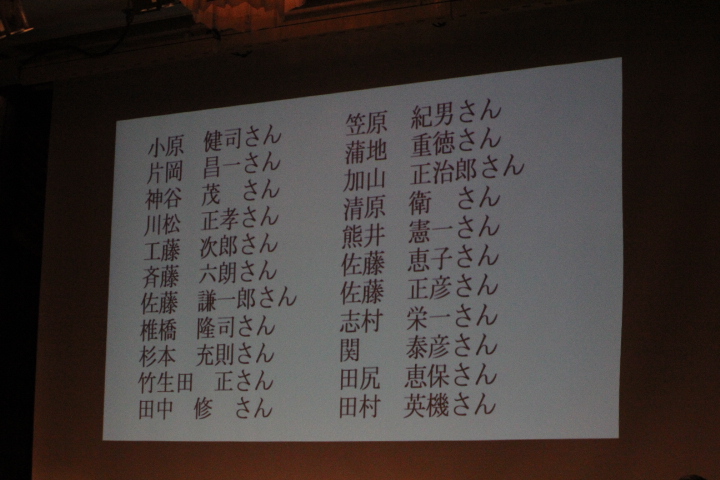 小原　健司さん
片岡　昌一さん
神谷　茂　さん
川松　正孝さん
工藤　次郎さん
斉藤　六朗さん
佐藤　謙一郎さん
椎橋　隆司さん
杉本　充則さん
竹生田　正さん
田中　修　さん
笠原　紀男さん
蒲地　重徳さん
加山　正治郎さん
清原　衛　さん
熊井　憲一さん
佐藤　恵子さん
佐藤　正彦さん
志村　栄一さん
関　　泰彦さん
田尻　恵保さん
田村　英機さん